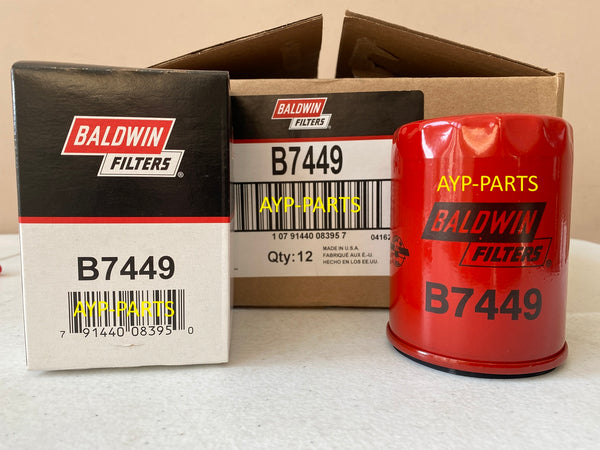 BALDWIN
FILTERS®
B7449
AYP-PARTS
7 91440 08395 0
BALDWIN
FILTERS®
B7449
AYP-PARTS
1 07 91440 08395 7
0416
Qty:12
MADE IN U.S.A.
FABRIQUÉ AUX É.-U.
HECHO EN LOS EE.UU.
AYP-PARTS
BALDWIN
FILTERS®
B7449